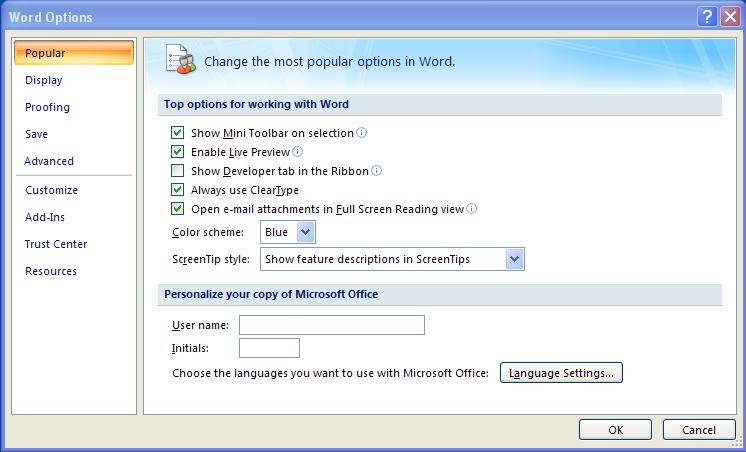 Word Options
Popular
Display
Proofing
Save
Advanced
Customize
Add-Ins
Trust Center
Resources
Change the most popular options in Word.
Top options for working with Word
Show Mini Toolbar on selection
Enable Live Preview
Show Developer tab in the Ribbon
Always use ClearType
Open e-mail attachments in Full Screen Reading view
Color scheme: Blue
ScreenTip style: Show feature descriptions in ScreenTips
Personalize your copy of Microsoft Office
User name:
Initials:
Choose the languages you want to use with Microsoft Office: Language Settings...
OK Cancel